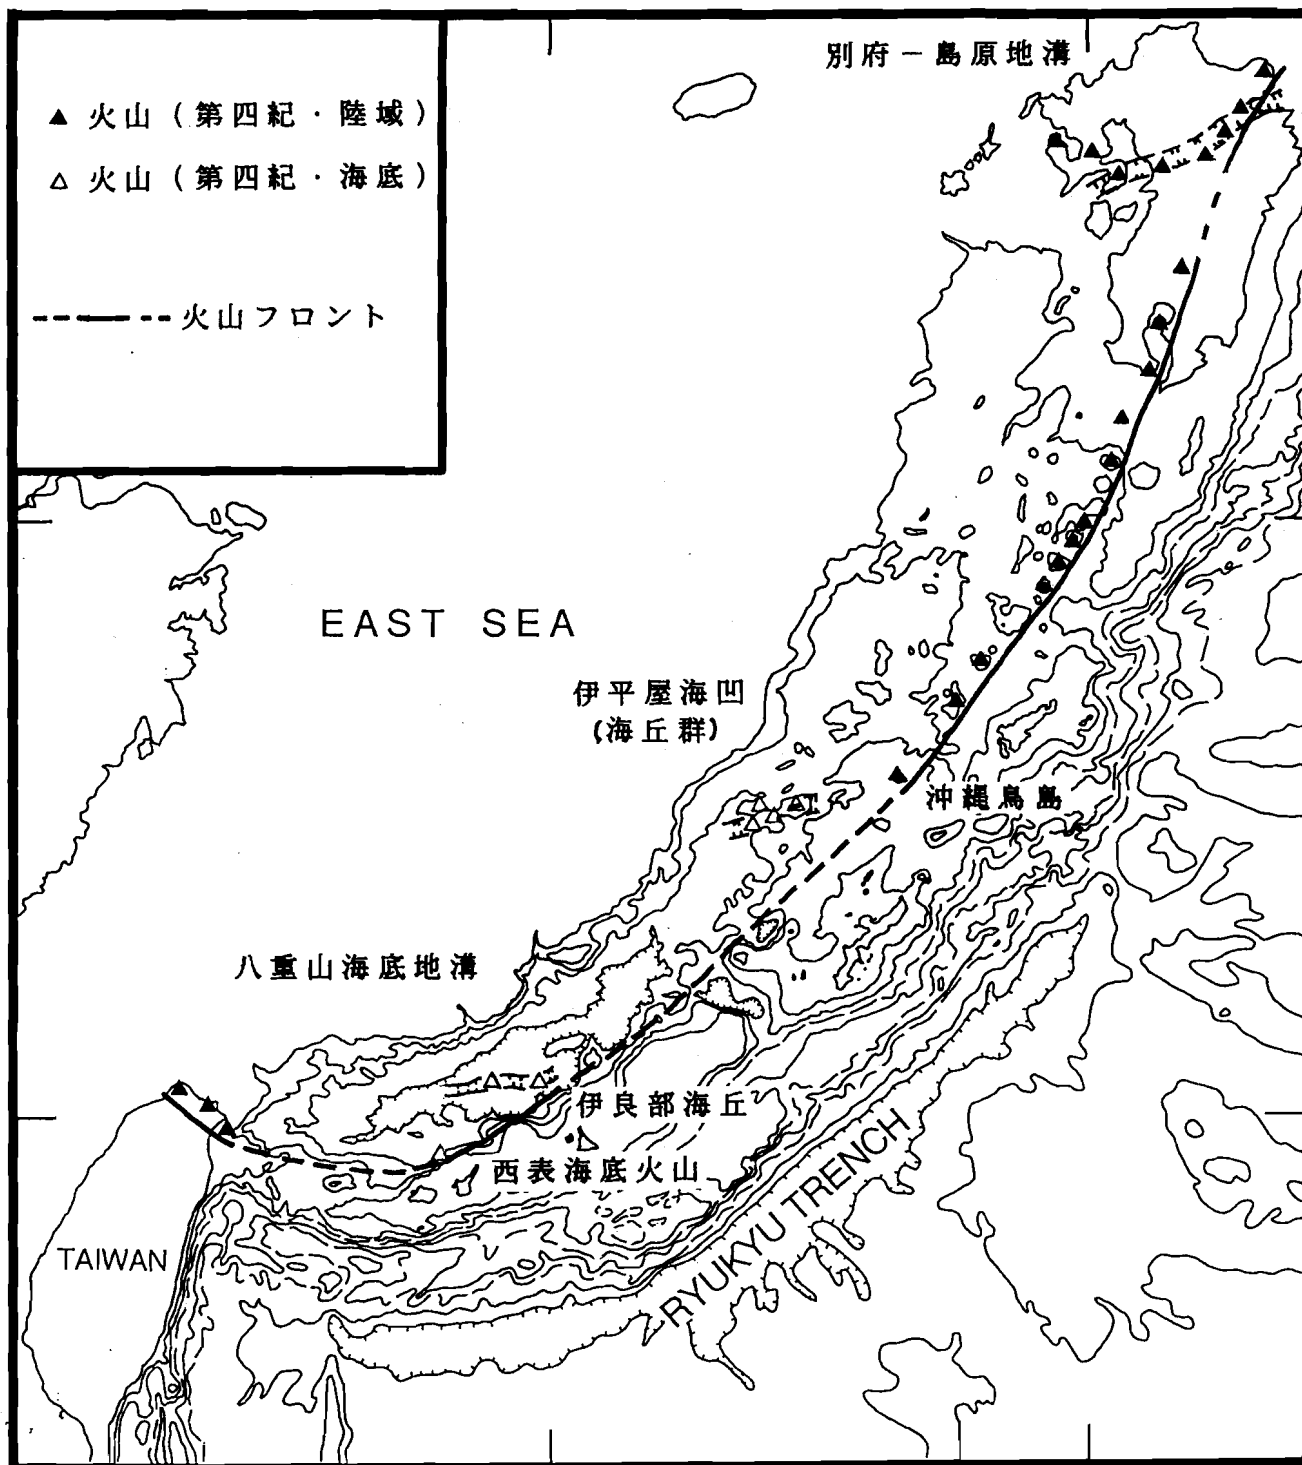 別府－島原地溝
▲ 火山（第四紀・陸域）
△ 火山（第四紀・海底）
火山フロント
EAST SEA
伊平屋海凹
(海丘群)
沖縄鳥島
八重山海底地溝
伊良部海丘
西表海底火山
TAIWAN
RYUKYU TRENCH